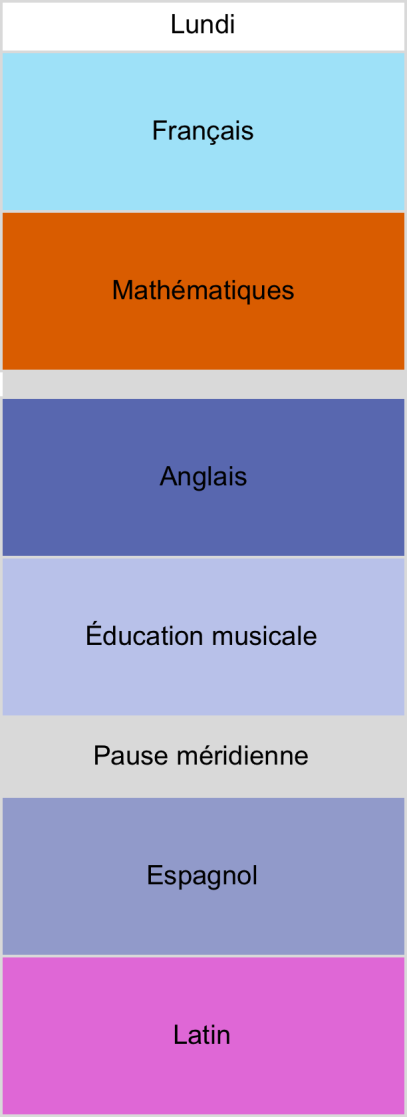 Lundi
Français
Mathématiques
Anglais
Éducation musicale
Pause méridienne
Espagnol
Latin